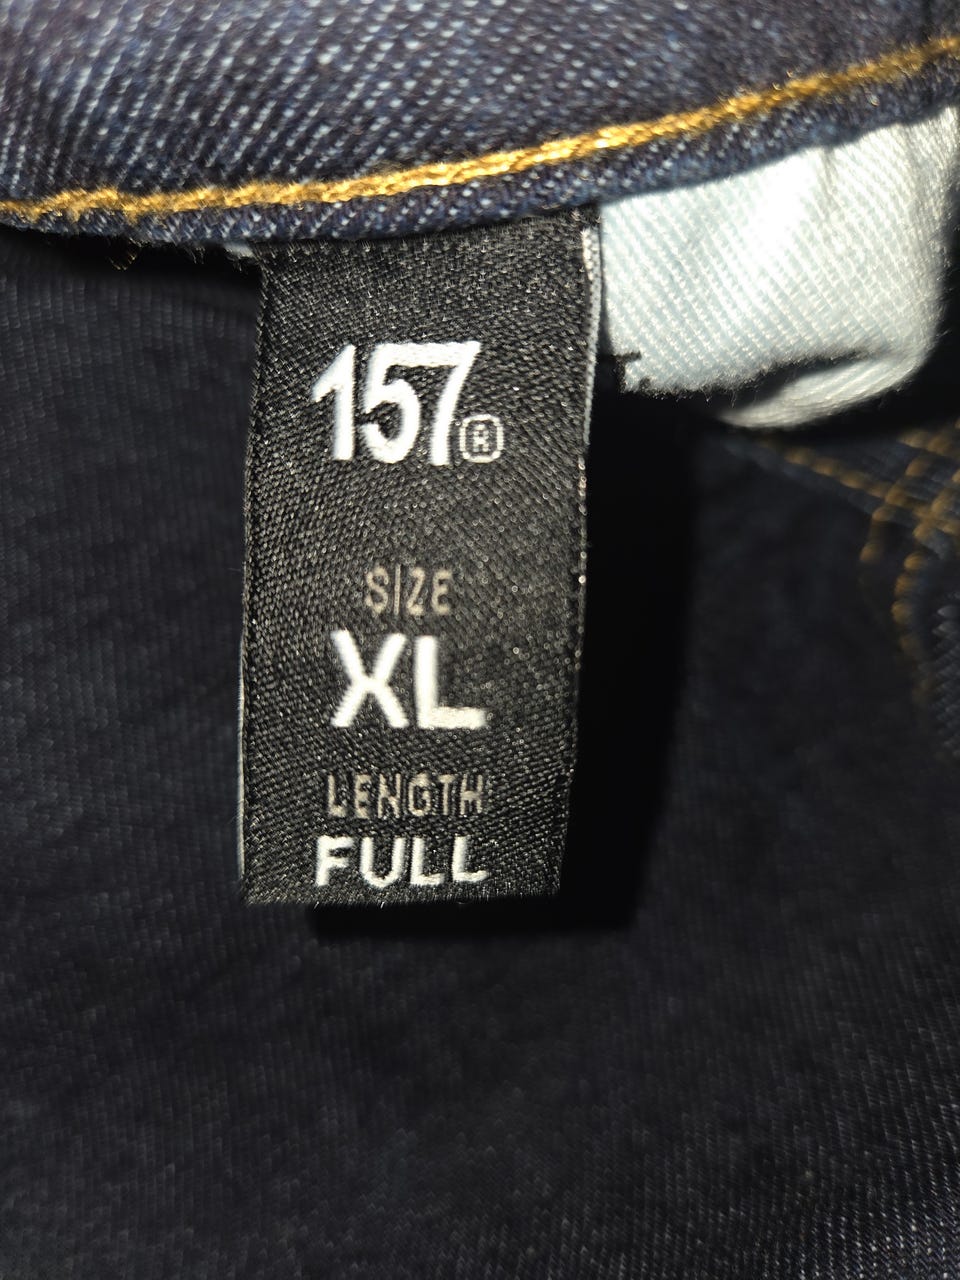 157®
SIZE
XL
LENGTH
FULL